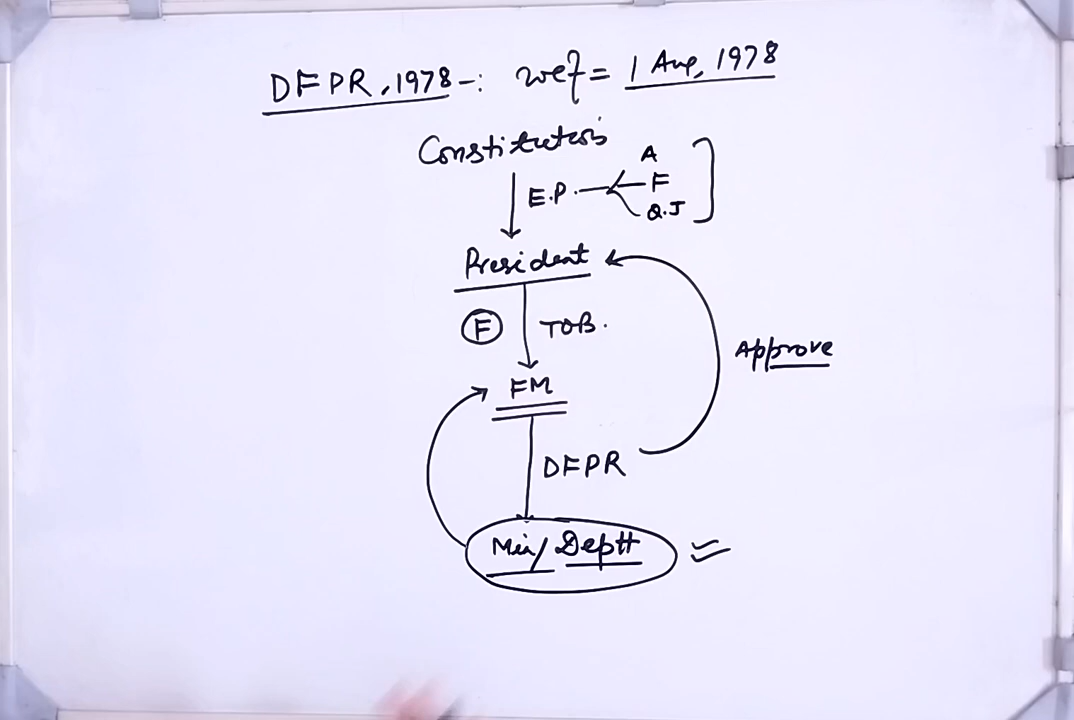 DFPR, 1978 -: wef = 1 Aug, 1978
Constitution
A
E.P. F
Q.J
President
F TOB.
Approve
FM
DFPR
Min/Deptt